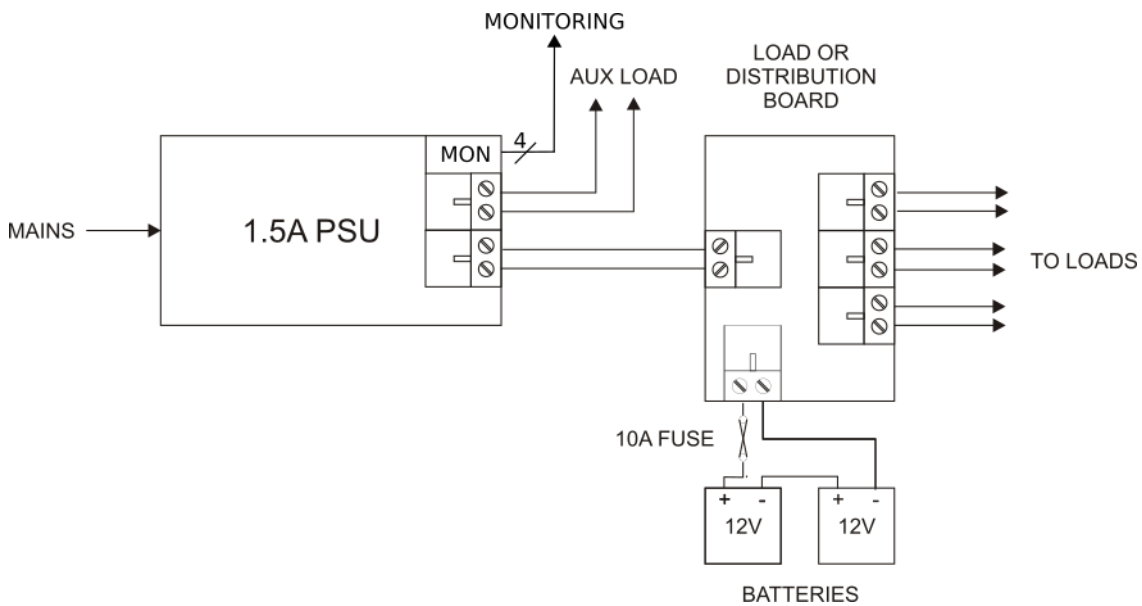 MONITORING
AUX LOAD
LOAD OR
DISTRIBUTION
BOARD
4
MON
1.5A PSU
MAINS
TO LOADS
10A FUSE
+ -
12V
+ -
12V
BATTERIES